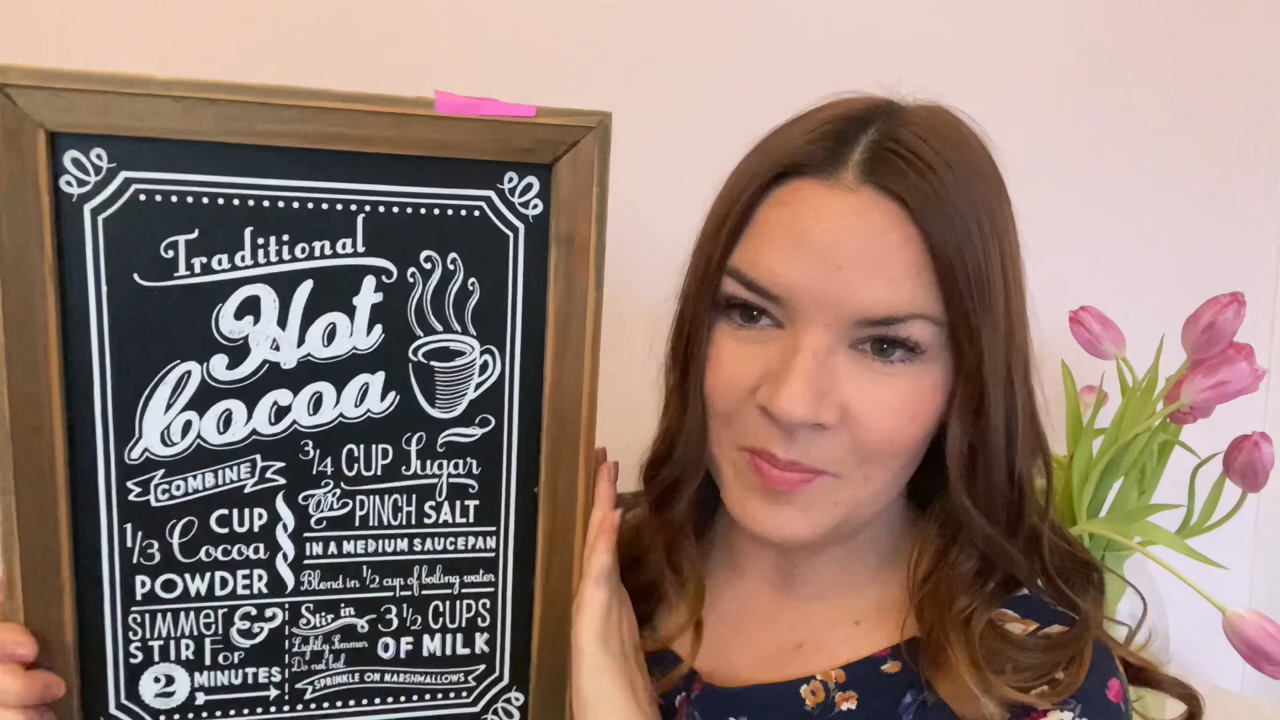 Traditional
Hot
Cocoa
COMBINE
1/3 CUP
Cocoa
POWDER
3/4 CUP Sugar
OR PINCH SALT
IN A MEDIUM SAUCEPAN
Blend in 1/2 cup of boiling water
SIMMER &
STIR For
2 MINUTES
Stir in 3 1/2 CUPS
OF MILK
Lightly Simmer
Do not boil
SPRINKLE ON MARSHMALLOWS